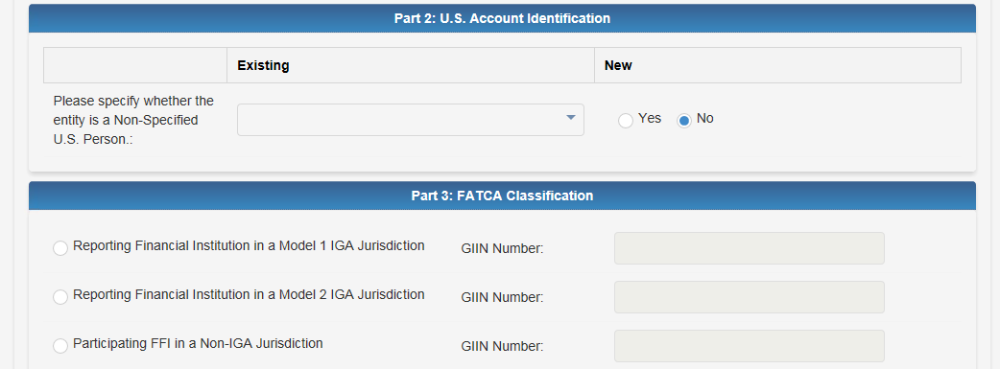 Part 2: U.S. Account Identification
Existing New
Please specify whether the
entity is a Non-Specified
U.S. Person.:
Yes No
Part 3: FATCA Classification
Reporting Financial Institution in a Model 1 IGA Jurisdiction GIIN Number:
Reporting Financial Institution in a Model 2 IGA Jurisdiction GIIN Number:
Participating FFI in a Non-IGA Jurisdiction GIIN Number: